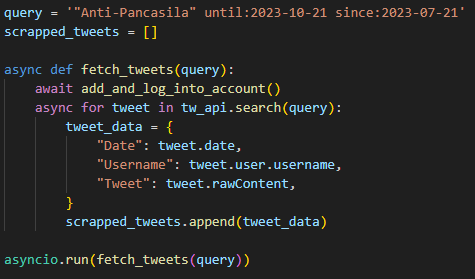 query = '"Anti-Pancasila" until:2023-10-21 since:2023-07-21'
scrapped_tweets = []

async def fetch_tweets(query):
    await add_and_log_into_account()
    async for tweet in tw_api.search(query):
        tweet_data = {
            "Date": tweet.date,
            "Username": tweet.user.username,
            "Tweet": tweet.rawContent,
        }
        scrapped_tweets.append(tweet_data)

asyncio.run(fetch_tweets(query))